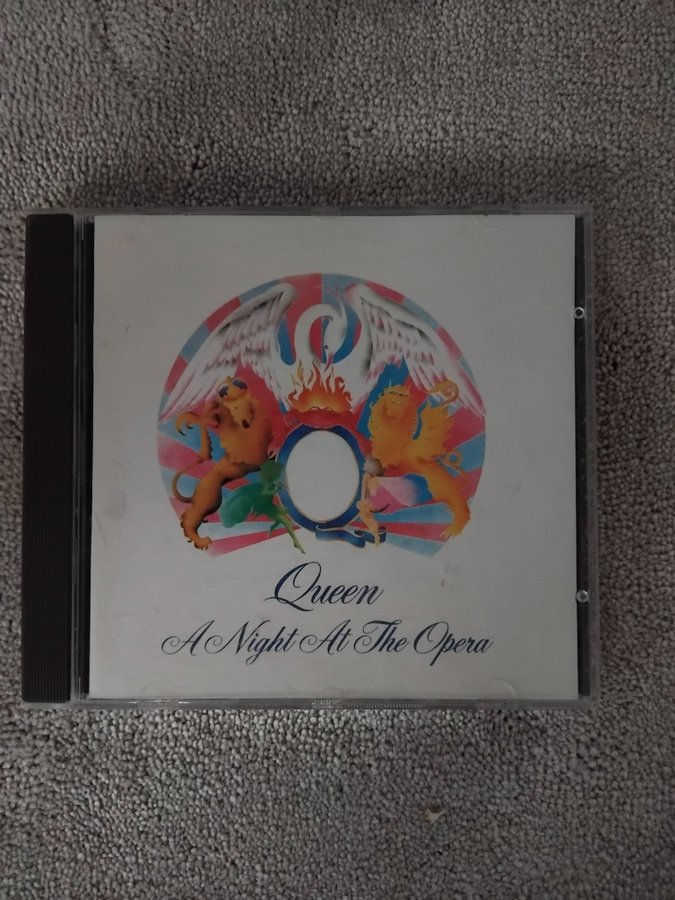 Queen
A Night At The Opera